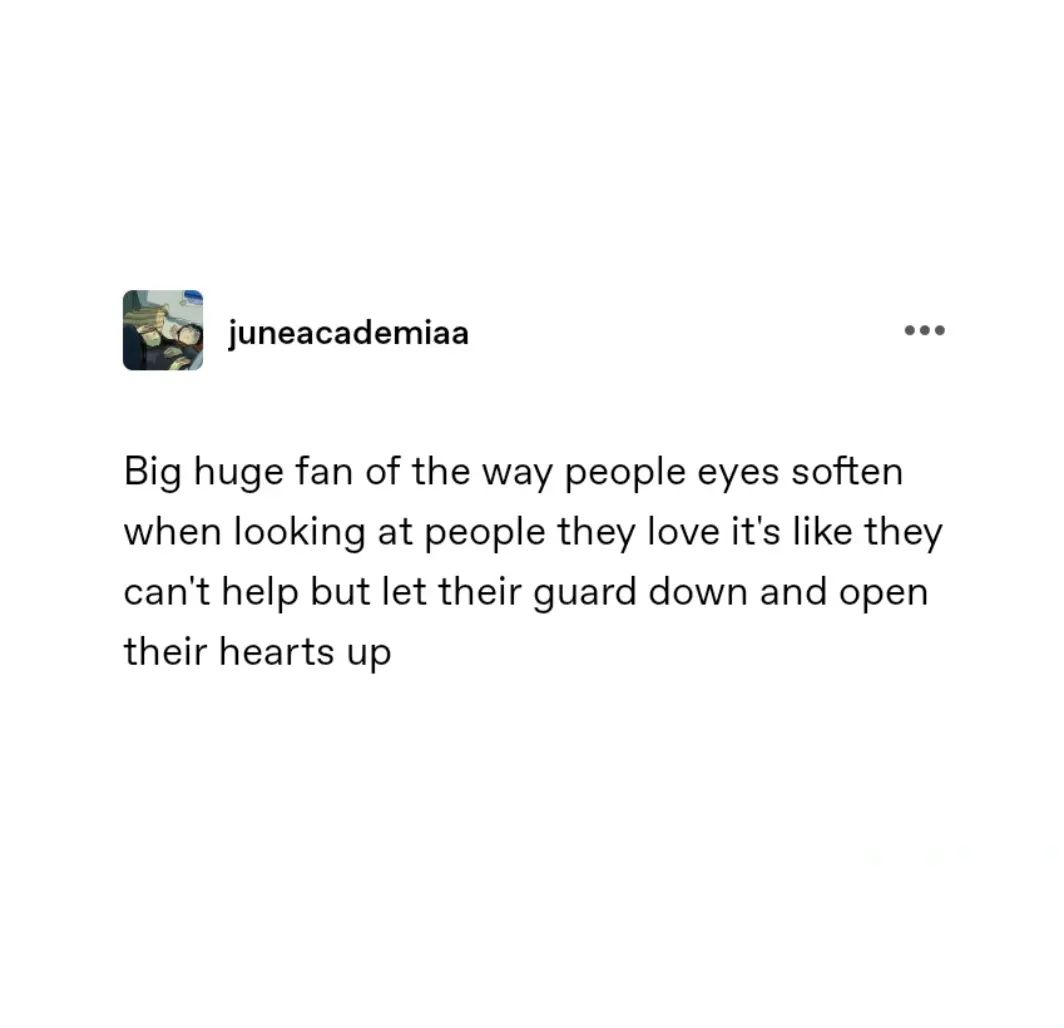 juneacademiaa
Big huge fan of the way people eyes soften
when looking at people they love it's like they
can't help but let their guard down and open
their hearts up